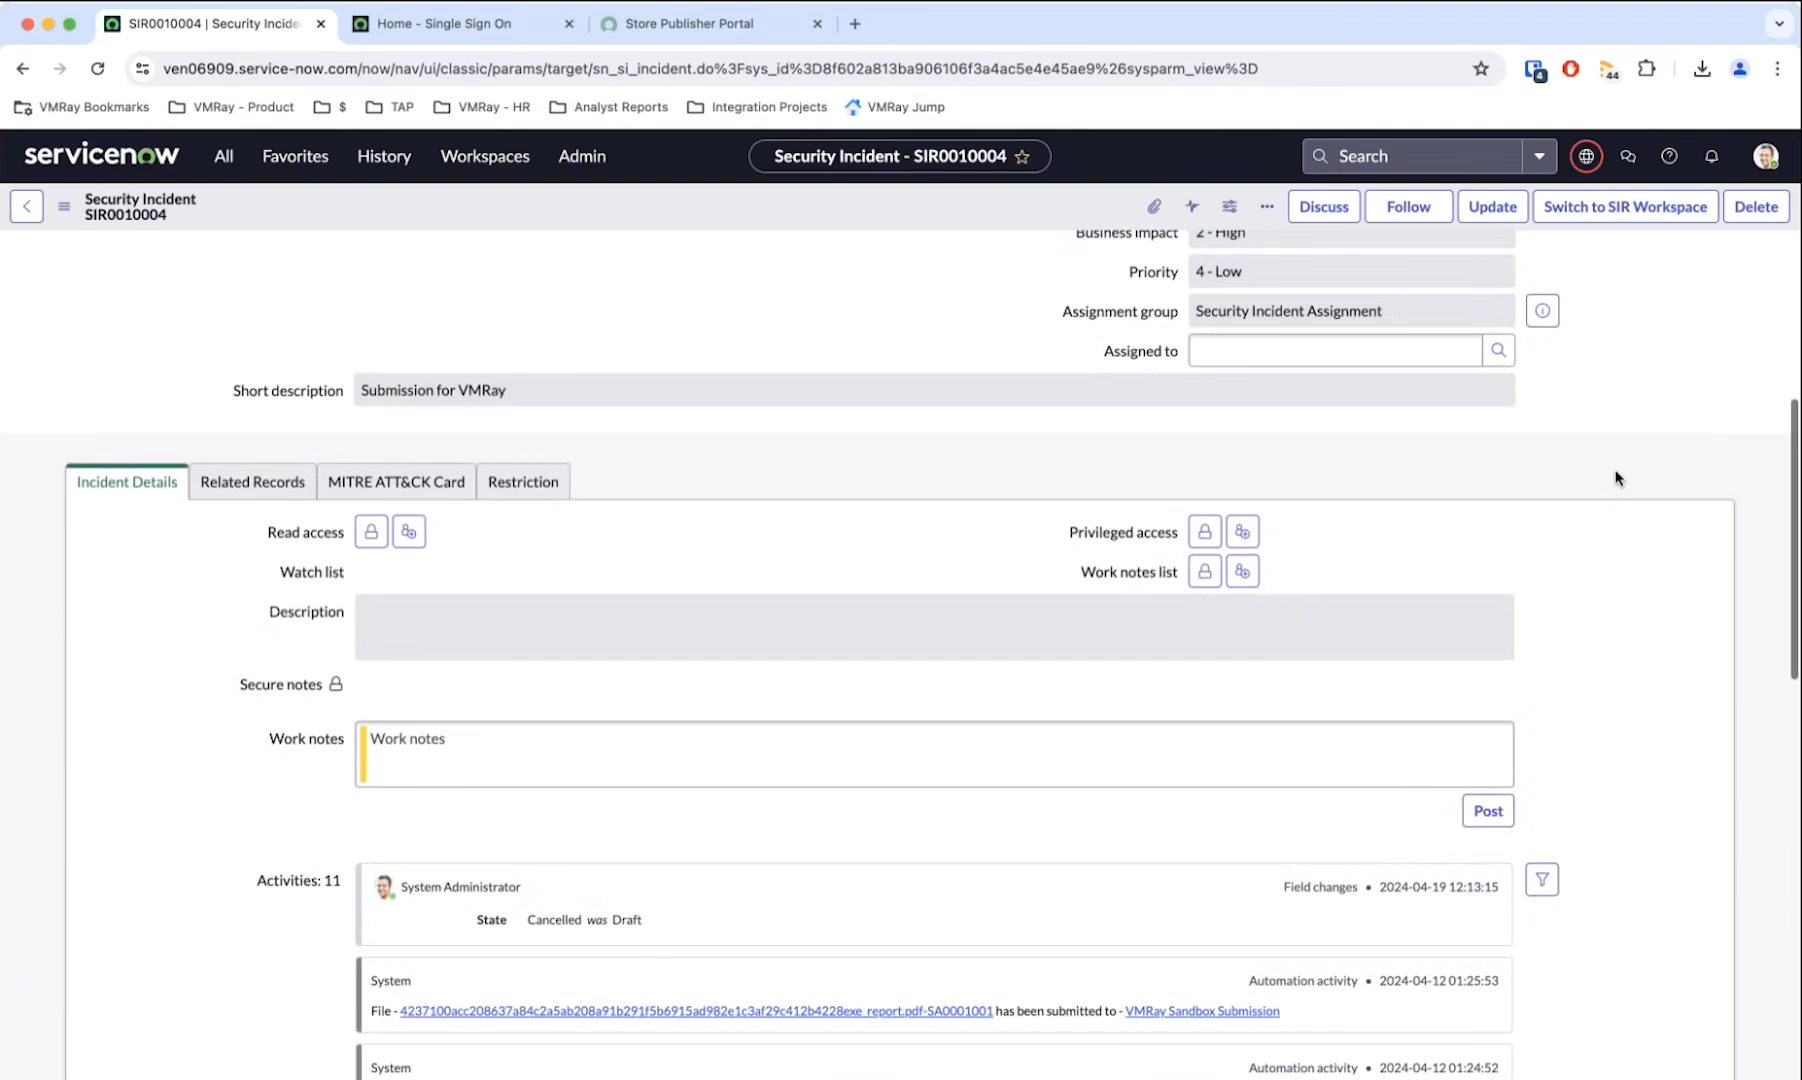 SIR0010004 | Security Incide
Home - Single Sign On
Store Publisher Portal
ven06909.service-now.com/now/nav/ui/classic/params/target/sn_si_incident.do%3Fsys_id%3D8f602a813ba906106f3a4ac5e4e45ae9%26sysparm_view%3D
4
44
VMRay Bookmarks
VMRay - Product
$
TAP
VMRay - HR
Analyst Reports
Integration Projects
VMRay Jump
servicenow
All
Favorites
History
Workspaces
Admin
Security Incident - SIR0010004
Search
Security Incident
SIR0010004
Discuss
Follow
Update
Switch to SIR Workspace
Delete
Business impact 2 - High
Priority 4 - Low
Assignment group Security Incident Assignment
Assigned to
Short description Submission for VMRay
Incident Details
Related Records
MITRE ATT&CK Card
Restriction
Read access
Privileged access
Watch list
Work notes list
Description
Secure notes
Work notes Work notes
Post
Activities: 11
System Administrator
Field changes • 2024-04-19 12:13:15
State Cancelled was Draft
System
Automation activity • 2024-04-12 01:25:53
File - 4237100acc208637a84c2a5ab208a91b291f5b6915ad982e1c3af29c412b4228exe_report.pdf-SA0001001 has been submitted to - VMRay Sandbox Submission
System
Automation activity • 2024-04-12 01:24:52